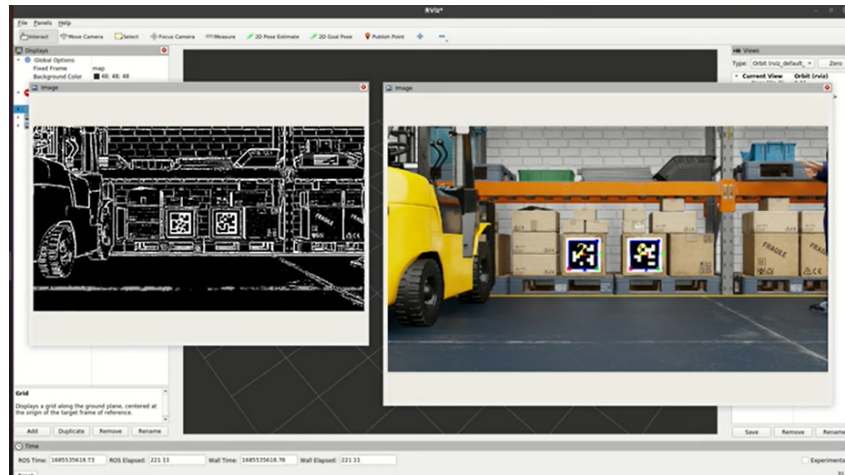 RViz*
File Panels Help
Interact Move Camera Select Focus Camera Measure 2D Pose Estimate 2D Goal Pose Publish Point
Displays
Global Options
Fixed Frame map
Background Color 48; 48; 48
Image
Image
FRAGILE
FRAGILE
FRAGILE
Views
Type: Orbit (rviz_default_ Zero
Current View Orbit (rviz)
Grid
Displays a grid along the ground plane, centered at
the origin of the target frame of reference.
Add Duplicate Remove Rename
Save Remove Rename
Time
ROS Time: 1685535618.73 ROS Elapsed: 221.13 Wall Time: 1685535618.76 Wall Elapsed: 221.11
Experimental